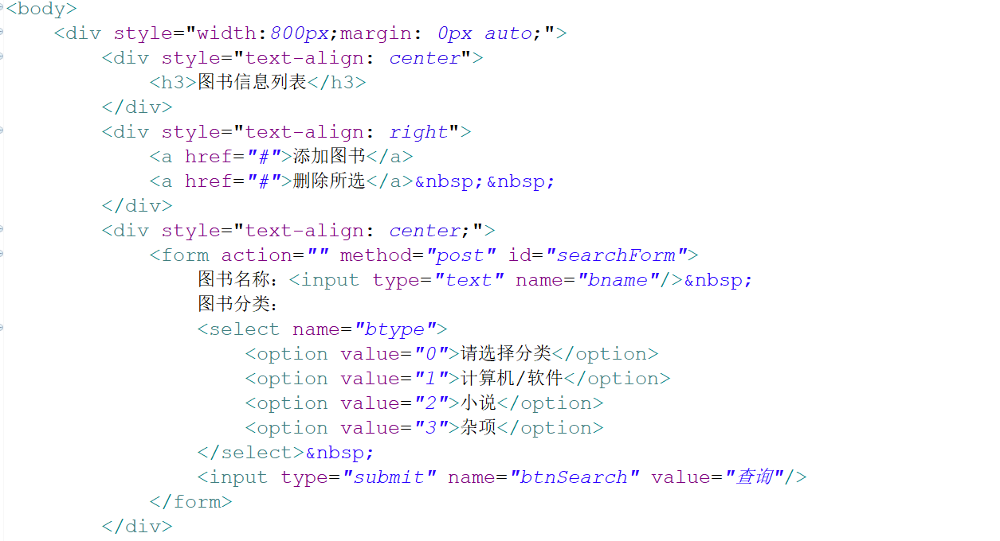 <body>
<div style="width:800px;margin: 0px auto;">
<div style="text-align: center">
<h3>图书信息列表</h3>
</div>
<div style="text-align: right">
<a href="#">添加图书</a>
<a href="#">删除所选</a>&nbsp;&nbsp;
</div>
<div style="text-align: center;">
<form action="" method="post" id="searchForm">
图书名称：<input type="text" name="bname"/>&nbsp;
图书分类：
<select name="btype">
<option value="0">请选择分类</option>
<option value="1">计算机/软件</option>
<option value="2">小说</option>
<option value="3">杂项</option>
</select>&nbsp;
<input type="submit" name="btnSearch" value="查询"/>
</form>
</div>